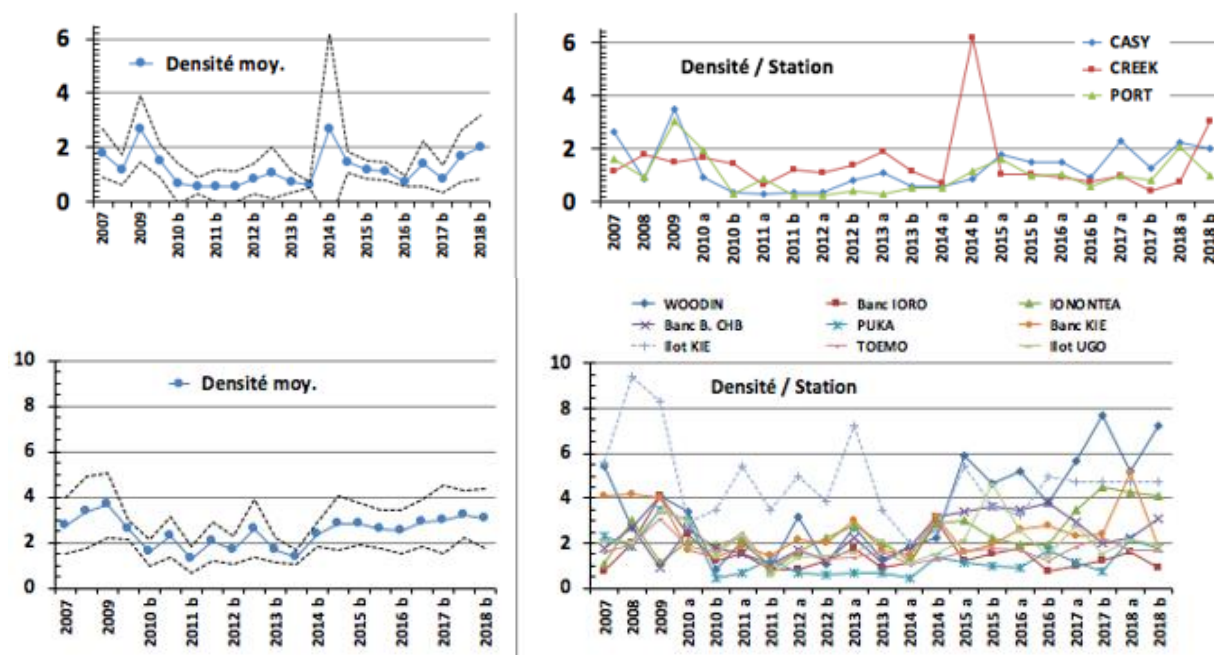 6
4
2
0
Densité moy.
2007
2009
2010 b
2011 b
2012 b
2013 b
2014 b
2015 b
2016 b
2017 b
2018 b
6
4
2
0
Densité / Station
CASY
CREEK
PORT
2007
2008
2009
2010 a
2010 b
2011 a
2011 b
2012 a
2012 b
2013 a
2013 b
2014 a
2014 b
2015 a
2015 b
2016 a
2016 b
2017 a
2017 b
2018 a
2018 b
10
8
6
4
2
0
Densité moy.
2007
2009
2010 b
2011 b
2012 b
2013 b
2014 b
2015 b
2016 b
2017 b
2018 b
WOODIN Banc IORO IONONTEA
Banc B. CHB PUKA Banc KIE
Ilot KIE TOEMO Ilot UGO
10
8
6
4
2
0
Densité / Station
2007
2008
2009
2010 a
2010 b
2011 a
2011 b
2012 a
2012 b
2013 a
2013 b
2014 a
2014 b
2015 a
2015 b
2016 a
2016 b
2017 a
2017 b
2018 a
2018 b